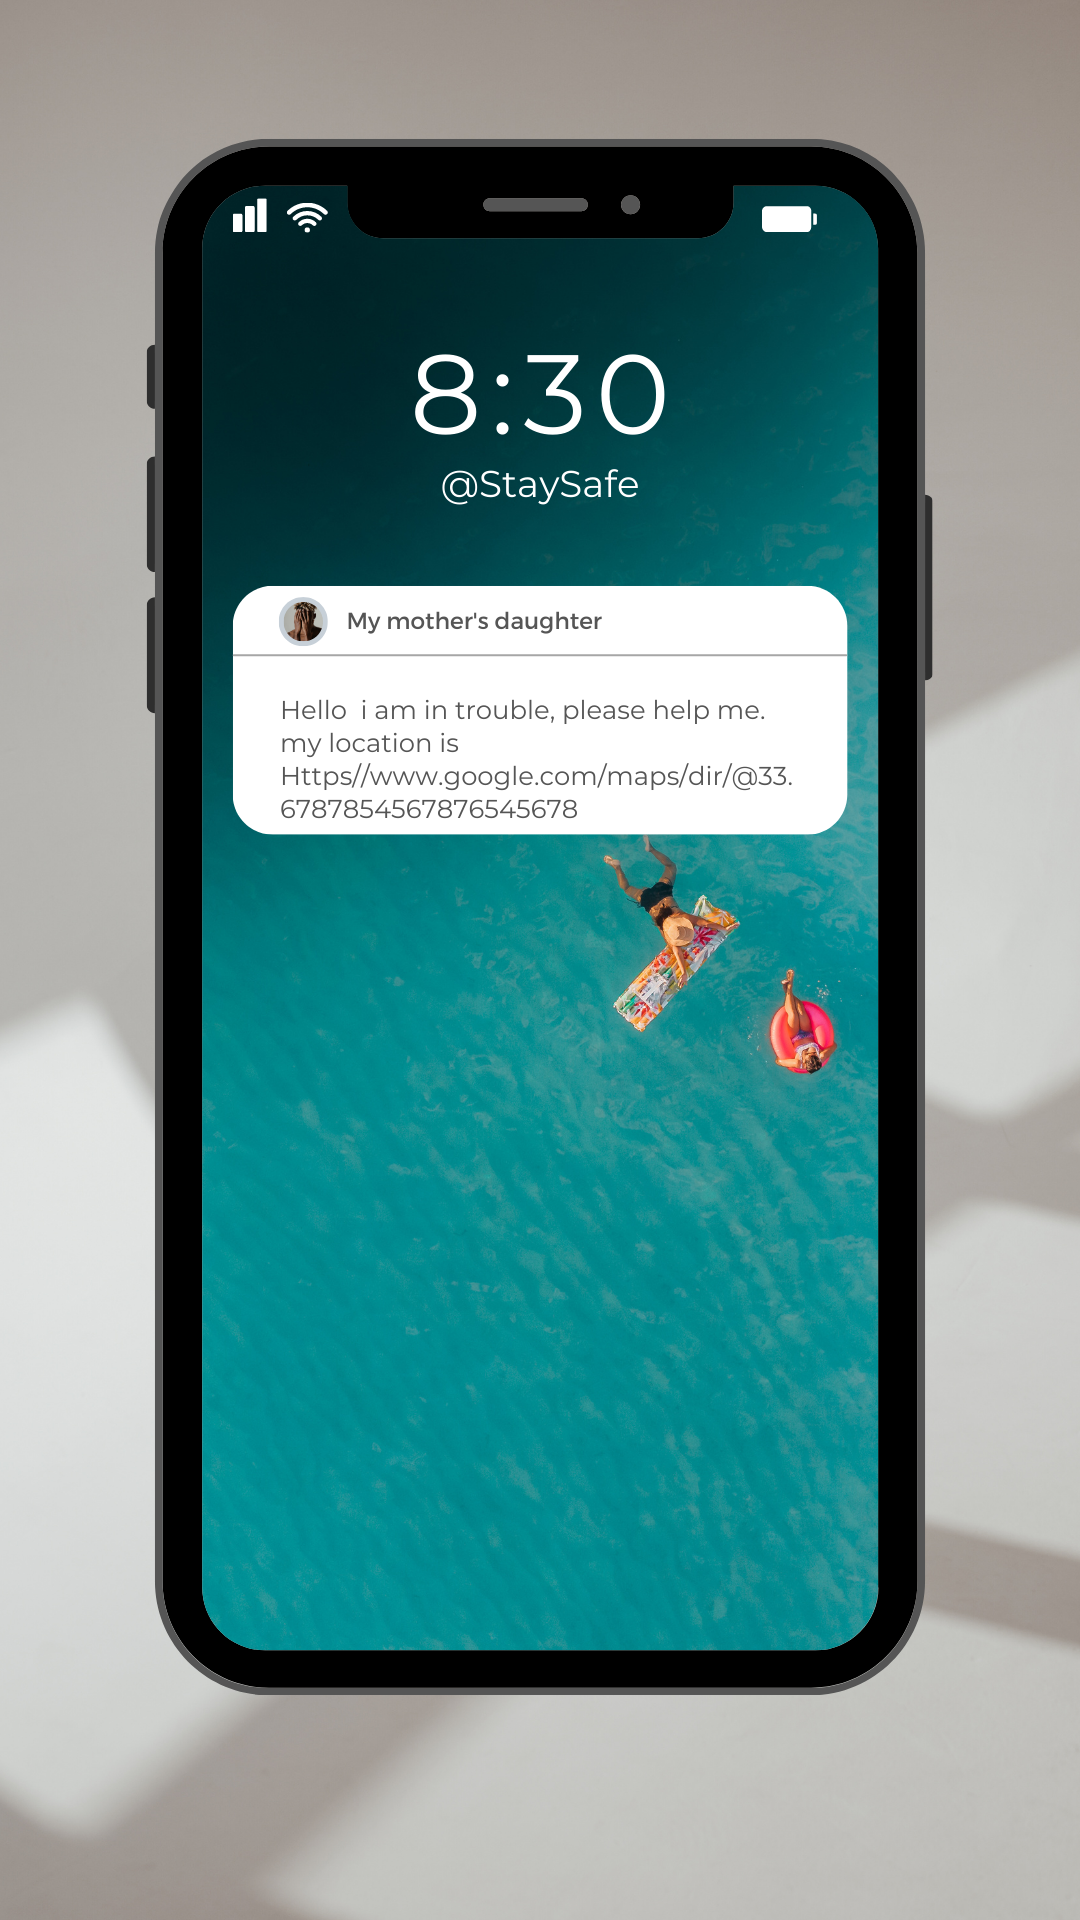 8:30
@StaySafe
My mother's daughter
Hello  i am in trouble, please help me.
my location is
Https//www.google.com/maps/dir/@33.
6787854567876545678